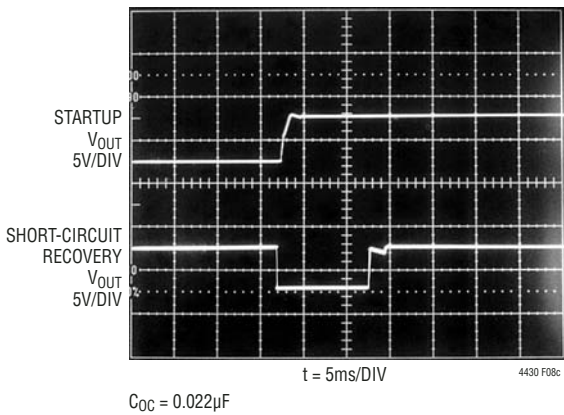 STARTUP
VOUT
5V/DIV
SHORT-CIRCUIT
RECOVERY
VOUT
5V/DIV
t = 5ms/DIV
4430 F08c
COC = 0.022µF